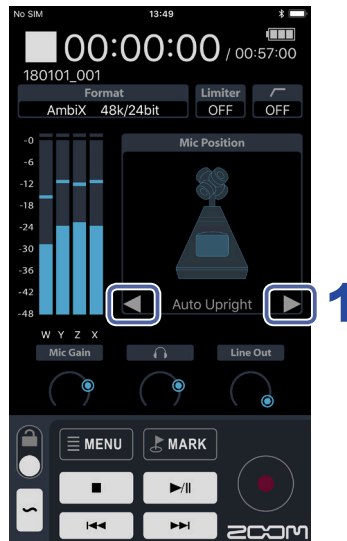 No SIM 13:49
00:00:00 / 00:57:00
180101_001
Format Limiter
AmbiX 48k/24bit OFF OFF
Mic Position
-0
-6
-12
-18
-24
-30
-36
-42
-48
Auto Upright 1
W Y Z X
Mic Gain Line Out
MENU MARK
ZOOM